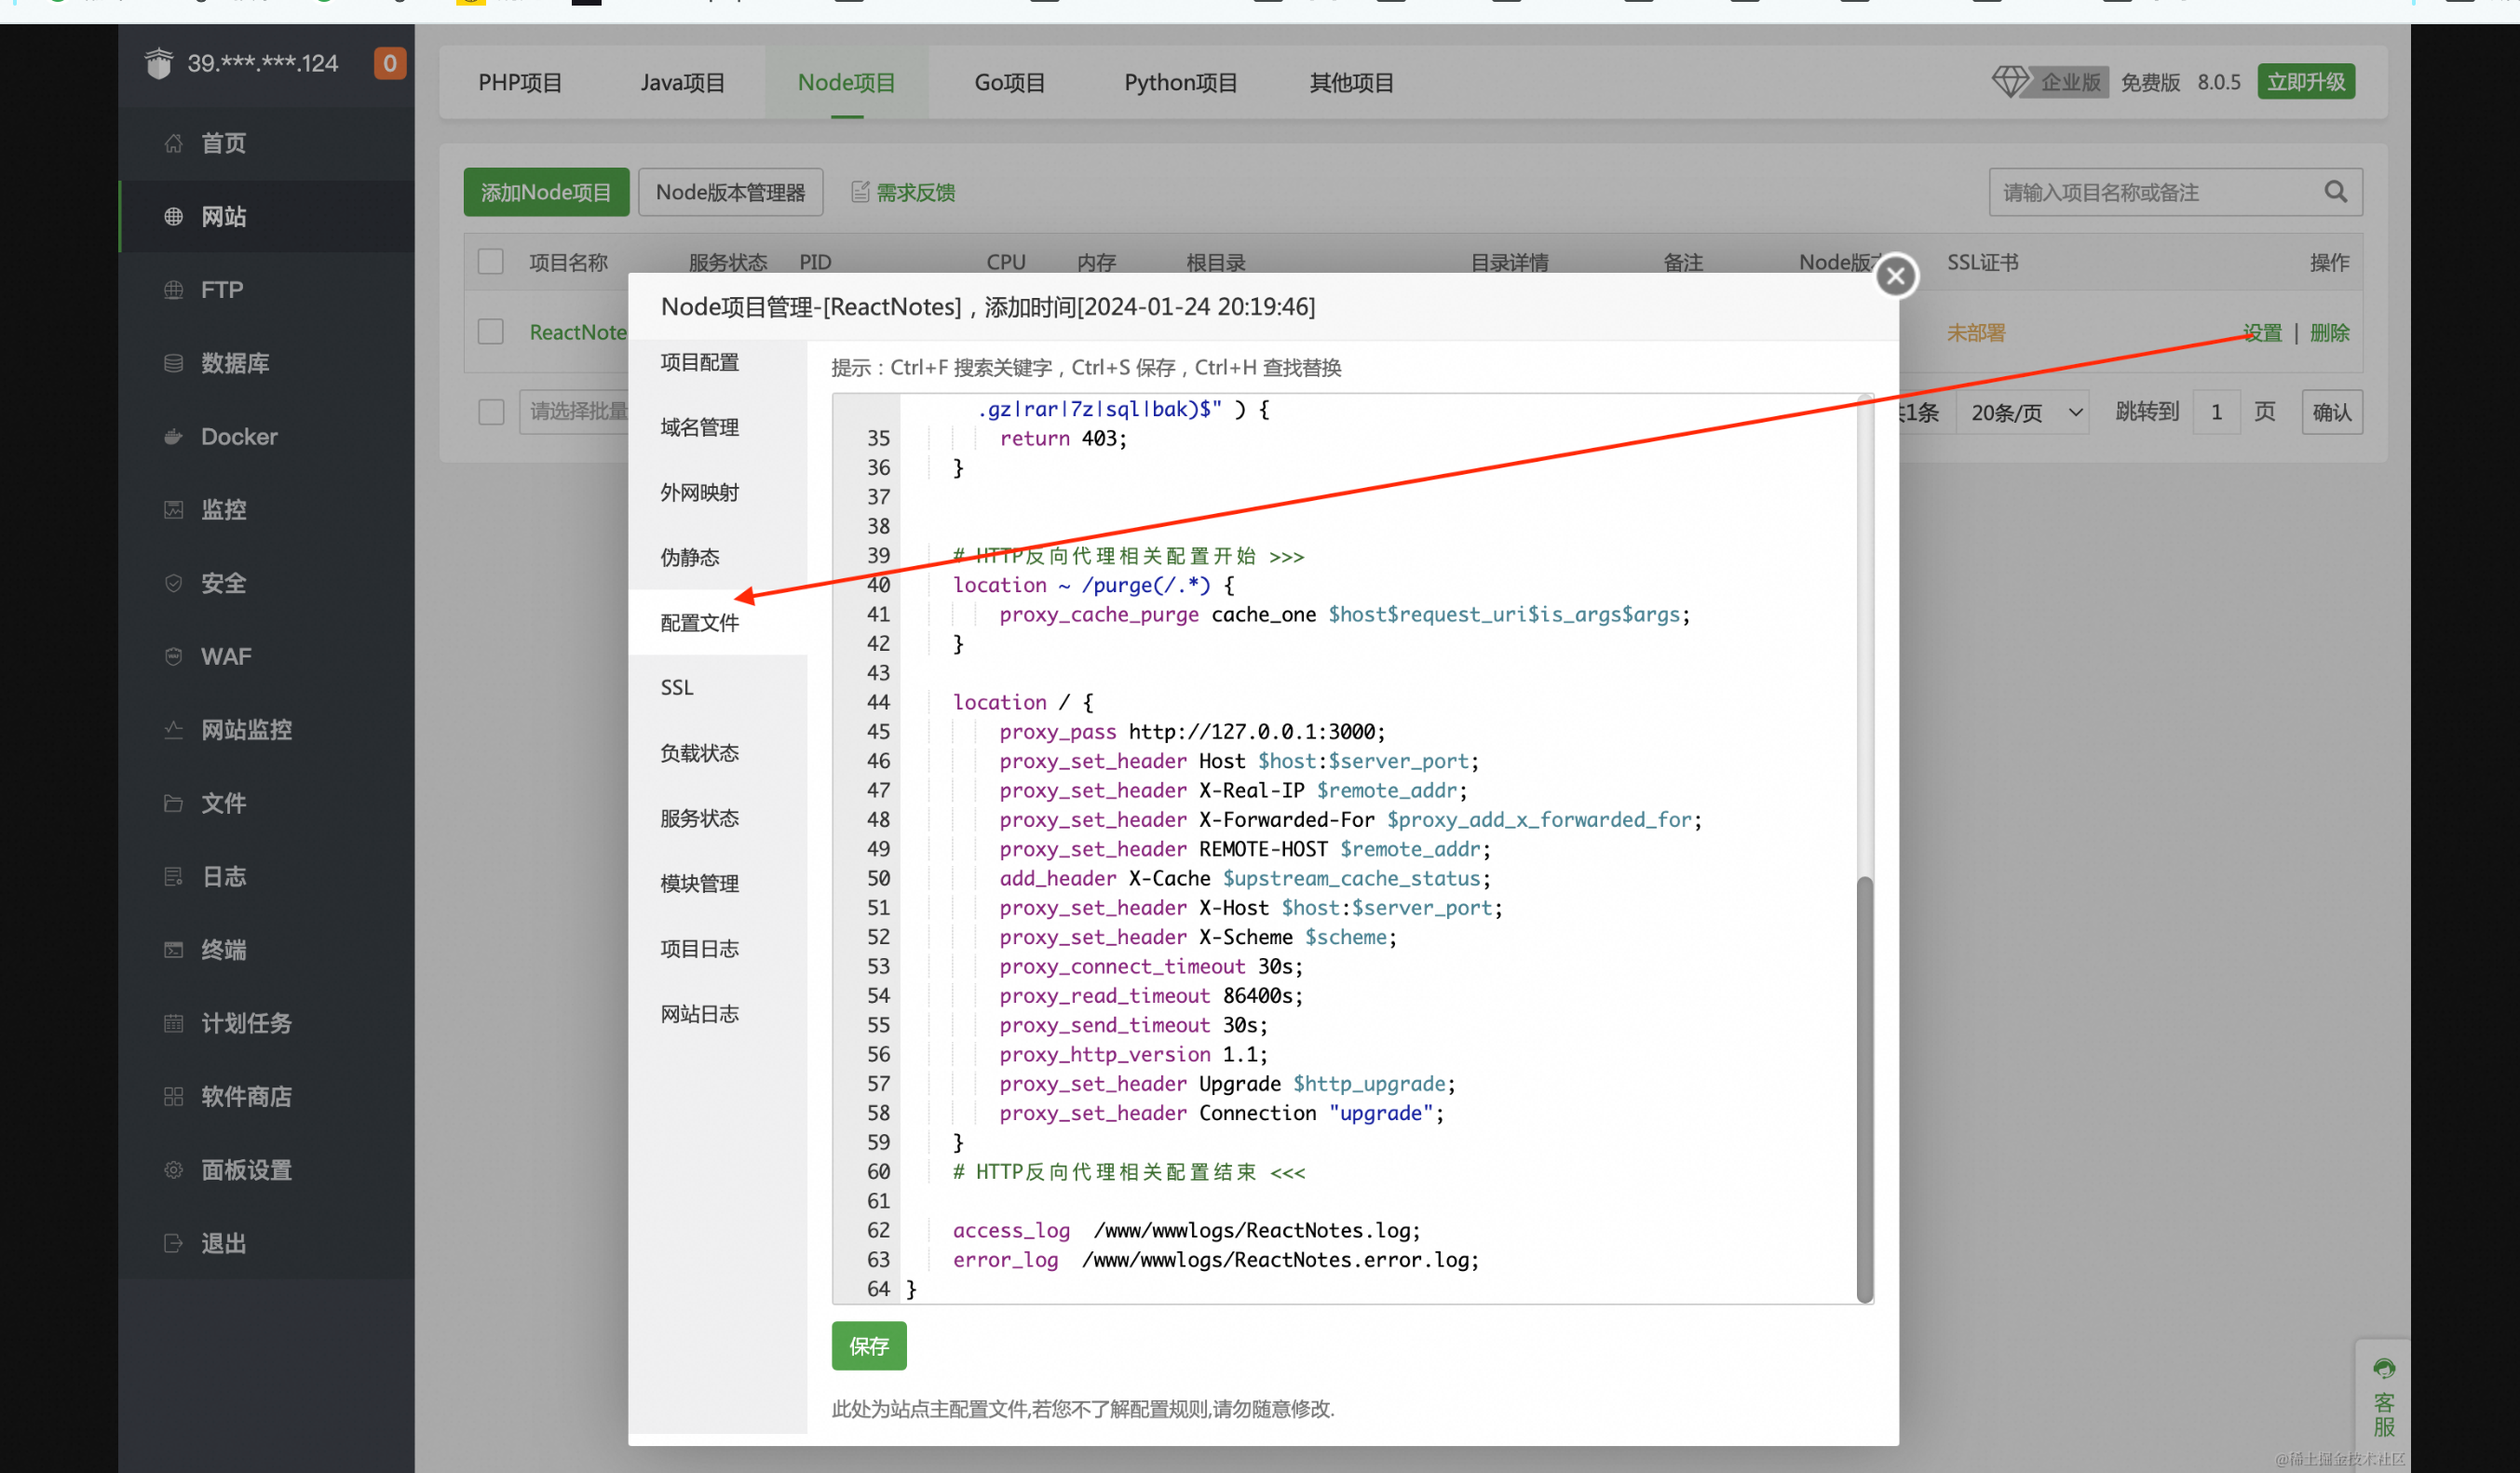 39.***.***.124
0
首页
网站
FTP
数据库
Docker
监控
安全
WAF
网站监控
文件
日志
终端
计划任务
软件商店
面板设置
退出
PHP项目
Java项目
Node项目
Go项目
Python项目
其他项目
企业版
免费版
8.0.5
立即升级
添加Node项目
Node版本管理器
需求反馈
请输入项目名称或备注
项目名称
服务状态
PID
CPU
内存
根目录
目录详情
备注
Node版本
SSL证书
操作
ReactNote
未部署
设置 | 删除
请选择批量
共1条
20条/页
跳转到
1
页
确认
Node项目管理-[ReactNotes]，添加时间[2024-01-24 20:19:46]
项目配置
域名管理
外网映射
伪静态
配置文件
SSL
负载状态
服务状态
模块管理
项目日志
网站日志
提示：Ctrl+F 搜索关键字，Ctrl+S 保存，Ctrl+H 查找替换
.gz|rar|7z|sql|bak)$" ) {
35 return 403;
36 }
37
38
39 # HTTP反向代理相关配置开始 >>>
40 location ~ /purge(/.*) {
41 proxy_cache_purge cache_one $host$request_uri$is_args$args;
42 }
43
44 location / {
45 proxy_pass http://127.0.0.1:3000;
46 proxy_set_header Host $host:$server_port;
47 proxy_set_header X-Real-IP $remote_addr;
48 proxy_set_header X-Forwarded-For $proxy_add_x_forwarded_for;
49 proxy_set_header REMOTE-HOST $remote_addr;
50 add_header X-Cache $upstream_cache_status;
51 proxy_set_header X-Host $host:$server_port;
52 proxy_set_header X-Scheme $scheme;
53 proxy_connect_timeout 30s;
54 proxy_read_timeout 86400s;
55 proxy_send_timeout 30s;
56 proxy_http_version 1.1;
57 proxy_set_header Upgrade $http_upgrade;
58 proxy_set_header Connection "upgrade";
59 }
60 # HTTP反向代理相关配置结束 <<<
61
62 access_log /www/wwwlogs/ReactNotes.log;
63 error_log /www/wwwlogs/ReactNotes.error.log;
64 }
保存
此处为站点主配置文件,若您不了解配置规则,请勿随意修改.
客服
@稀土掘金技术社区